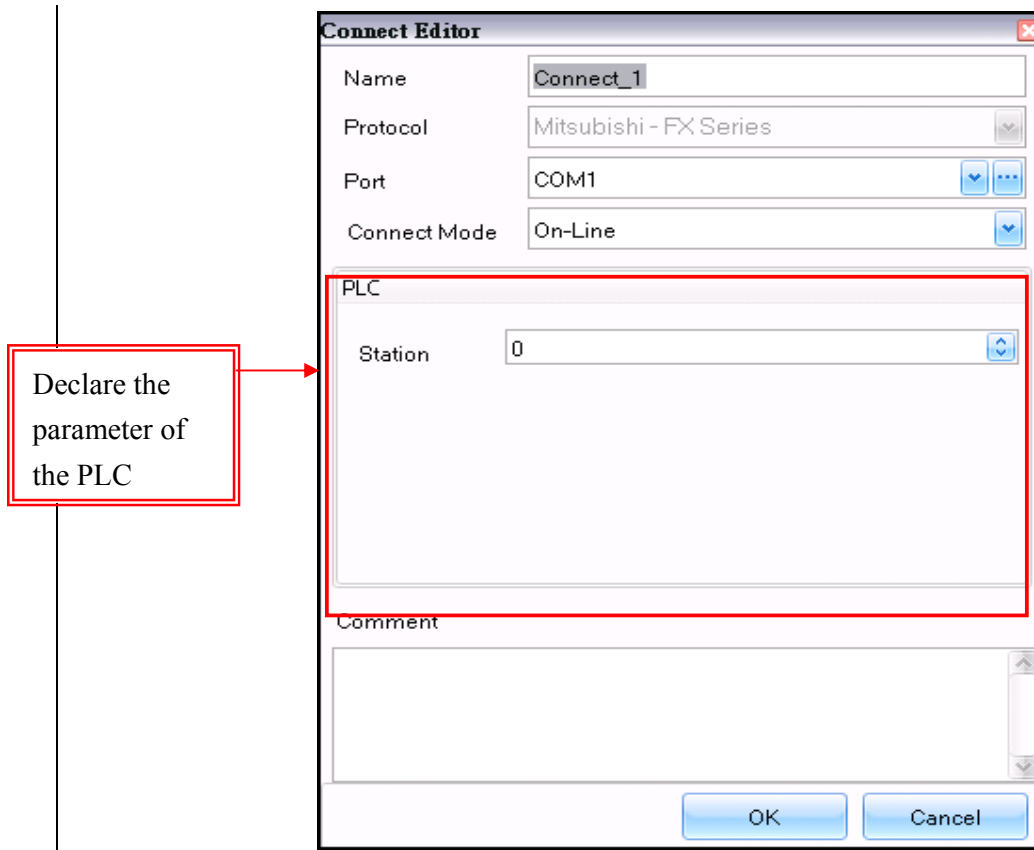 Connect Editor
Name
Connect_1
Protocol
Mitsubishi - FX Series
Port
COM1
Connect Mode
On-Line
PLC
Station
0
Declare the
parameter of
the PLC
Comment
OK
Cancel